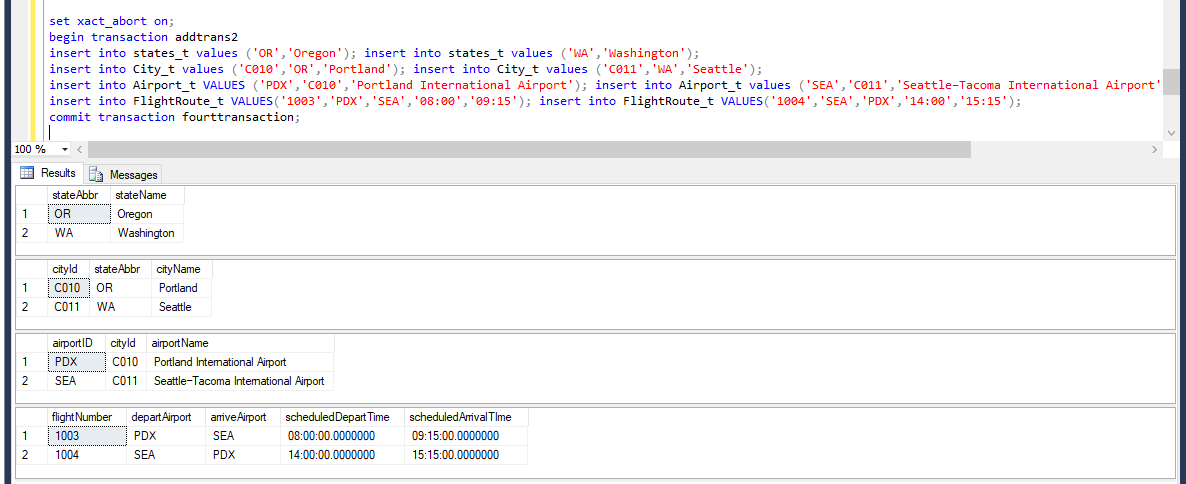 set xact_abort on;
begin transaction addtrans2
insert into states_t values ('OR','Oregon'); insert into states_t values ('WA','Washington');
insert into City_t values ('C010','OR','Portland'); insert into City_t values ('C011','WA','Seattle');
insert into Airport_t VALUES ('PDX','C010','Portland International Airport'); insert into Airport_t values ('SEA','C011','Seattle-Tacoma International Airport'
insert into FlightRoute_t VALUES('1003','PDX','SEA','08:00','09:15'); insert into FlightRoute_t VALUES('1004','SEA','PDX','14:00','15:15');
commit transaction fourttransaction;
100 %
Results Messages
stateAbbr stateName
1 OR Oregon
2 WA Washington
cityId stateAbbr cityName
1 C010 OR Portland
2 C011 WA Seattle
airportID cityId airportName
1 PDX C010 Portland International Airport
2 SEA C011 Seattle-Tacoma International Airport
flightNumber departAirport arriveAirport scheduledDepartTime scheduledArrivalTIme
1 1003 PDX SEA 08:00:00.0000000 09:15:00.0000000
2 1004 SEA PDX 14:00:00.0000000 15:15:00.0000000